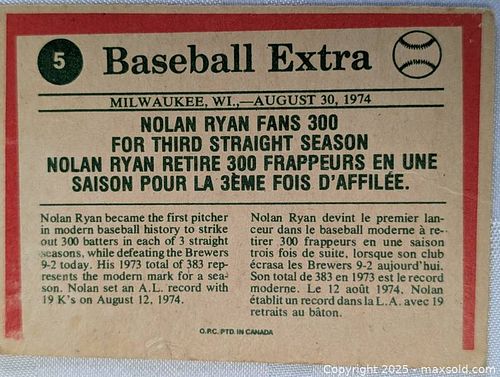 5
Baseball Extra
MILWAUKEE, WI.,—AUGUST 30, 1974
NOLAN RYAN FANS 300
FOR THIRD STRAIGHT SEASON
NOLAN RYAN RETIRE 300 FRAPPEURS EN UNE
SAISON POUR LA 3ÈME FOIS D'AFFILÉE.
Nolan Ryan became the first pitcher
in modern baseball history to strike
out 300 batters in each of 3 straight
seasons, while defeating the Brewers
9-2 today. His 1973 total of 383 rep-
resents the modern mark for a sea-
son. Nolan set an A.L. record with
19 K's on August 12, 1974.
Nolan Ryan devint le premier lan-
ceur dans le baseball moderne à re-
tirer 300 frappeurs en une saison
trois fois de suite, lorsque son club
écrasa les Brewers 9-2 aujourd'hui.
Son total de 383 en 1973 est le record
moderne. Le 12 août 1974, Nolan
établit un record dans la L.A. avec 19
retraits au bâton.
O.P.C. PTD. IN CANADA
Copyright 2025 - maxsold.com